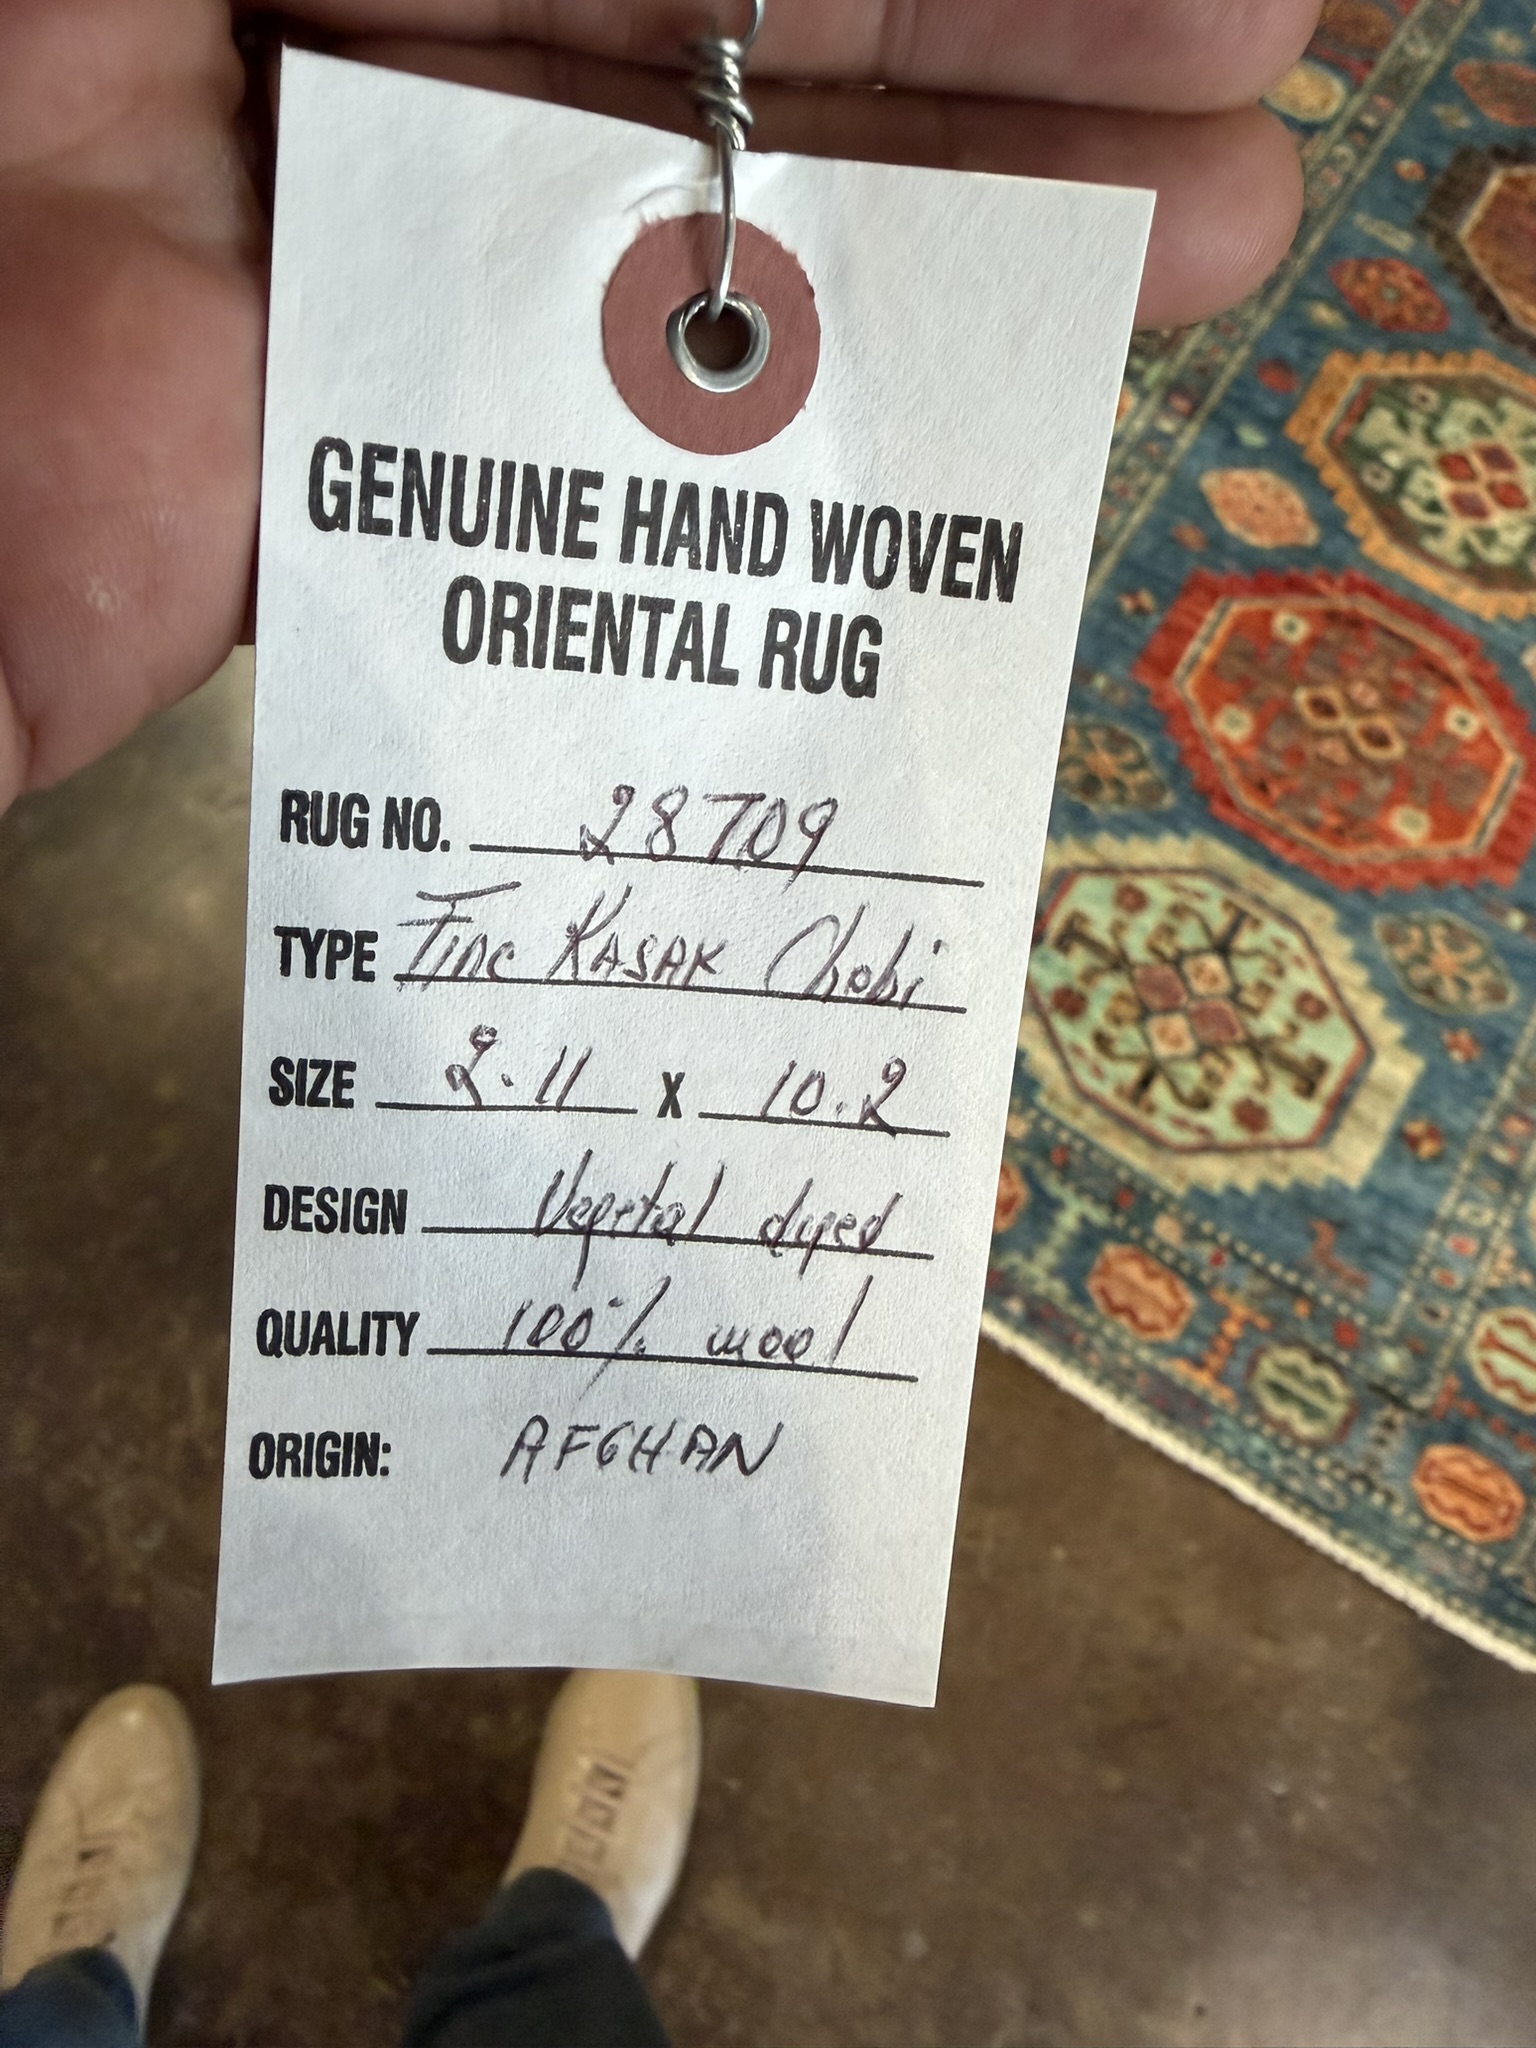 GENUINE HAND WOVEN
ORIENTAL RUG
RUG NO. 28709
TYPE Fine KASAK Chobi
SIZE 2.11 X 10.2
DESIGN Vegetal dyed
QUALITY 100% wool
ORIGIN: AFGHAN